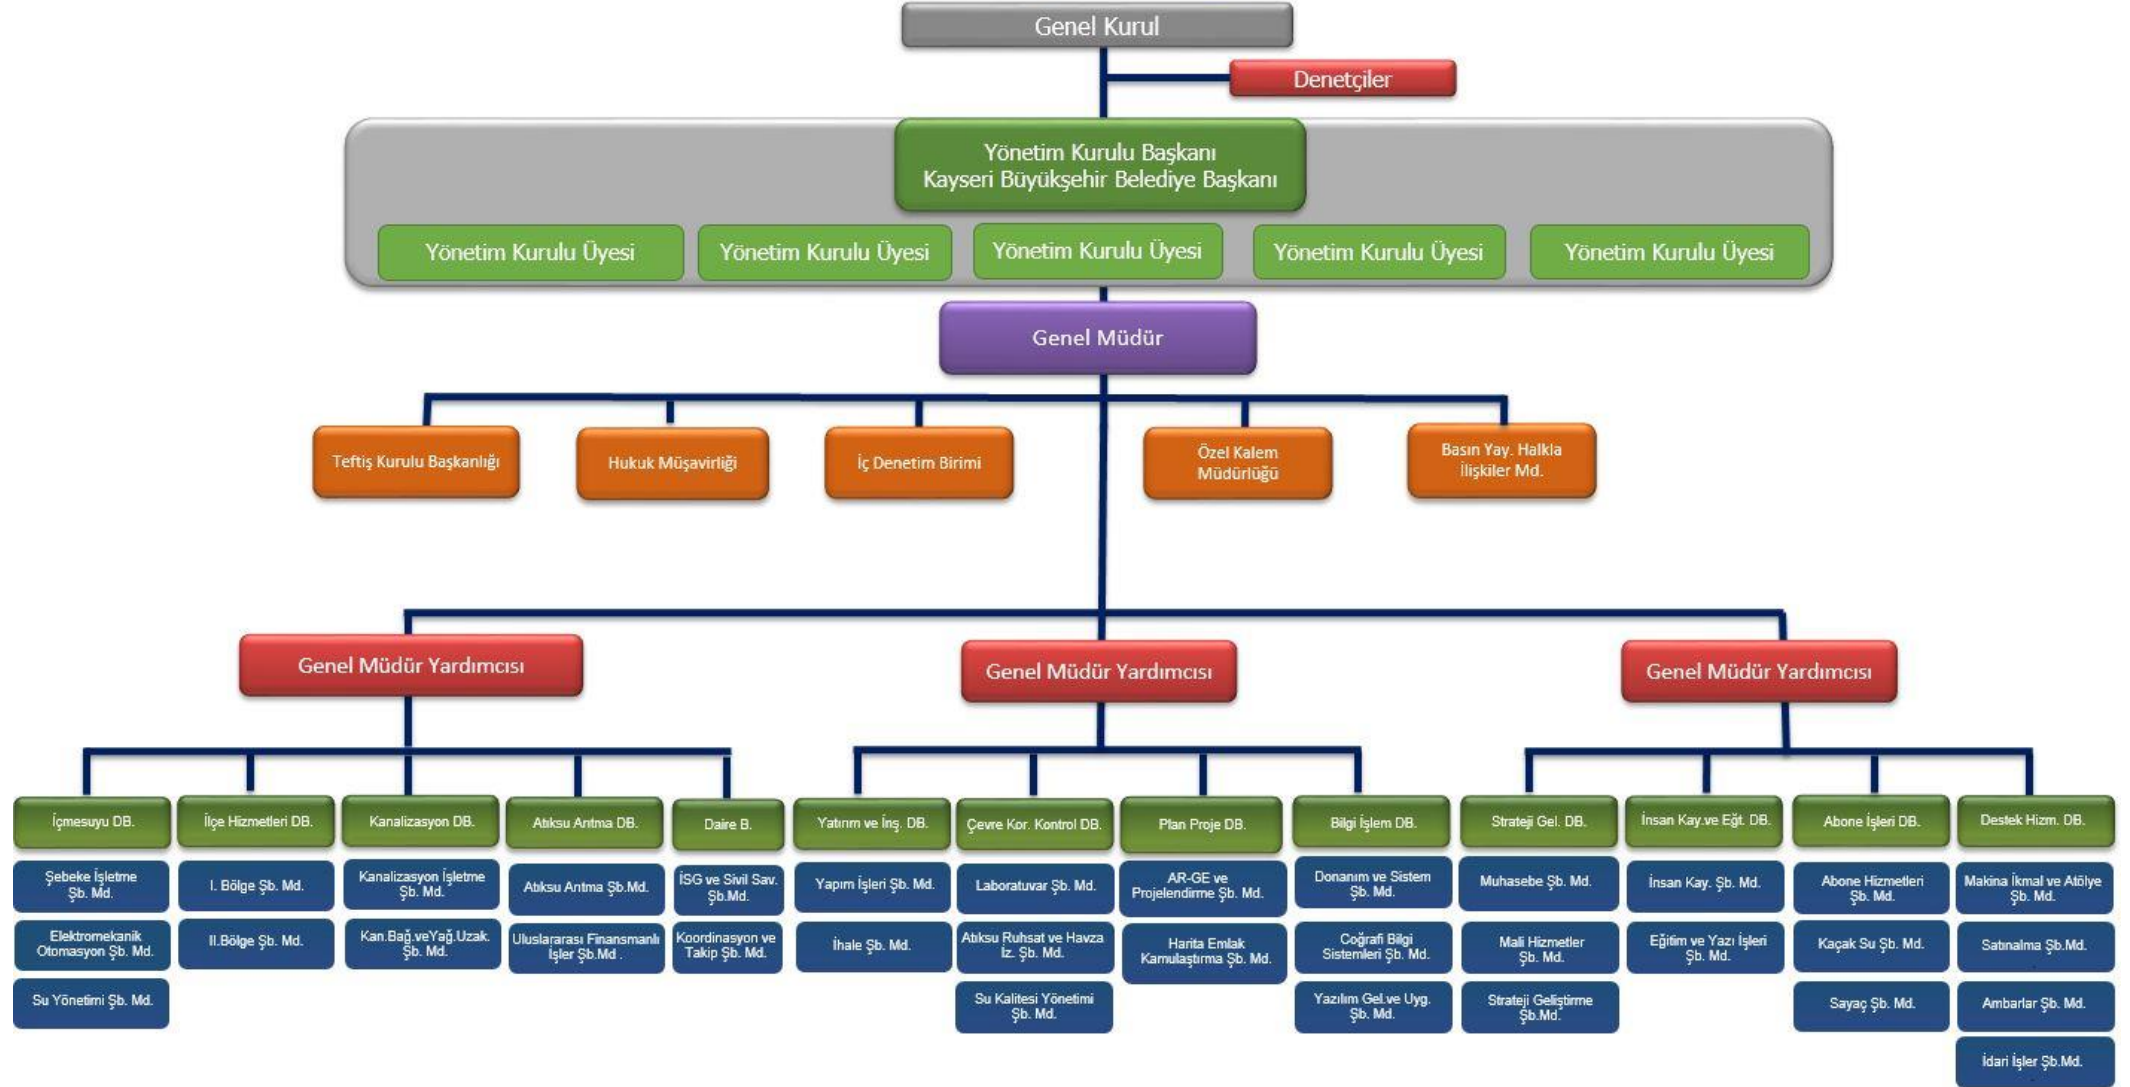 Genel Kurul
Denetçiler
Yönetim Kurulu Başkanı
Kayseri Büyükşehir Belediye Başkanı
Yönetim Kurulu Üyesi
Yönetim Kurulu Üyesi
Yönetim Kurulu Üyesi
Yönetim Kurulu Üyesi
Yönetim Kurulu Üyesi
Genel Müdür
Teftiş Kurulu Başkanlığı
Hukuk Müşavirliği
İç Denetim Birimi
Özel Kalem
Müdürlüğü
Basın Yay. Halkla
İlişkiler Md.
Genel Müdür Yardımcısı
Genel Müdür Yardımcısı
Genel Müdür Yardımcısı
İçmesuyu DB.
Şebeke İşletme
Şb. Md.
Elektromekanik
Otomasyon Şb. Md.
Su Yönetimi Şb. Md.
İlçe Hizmetleri DB.
I. Bölge Şb. Md.
II.Bölge Şb. Md.
Kanalizasyon DB.
Kanalizasyon İşletme
Şb. Md.
Kan.Bağ.veYağ.Uzak.
Şb. Md.
Atıksu Arıtma DB.
Atıksu Arıtma Şb.Md.
Uluslararası Finansmanlı
İşler Şb.Md .
Daire B.
İSG ve Sivil Sav.
Şb.Md.
Koordinasyon ve
Takip Şb. Md.
Yatırım ve İnş. DB.
Yapım İşleri Şb. Md.
İhale Şb. Md.
Çevre Kor. Kontrol DB.
Laboratuvar Şb. Md.
Atıksu Ruhsat ve Havza
İz. Şb. Md.
Su Kalitesi Yönetimi
Şb. Md.
Plan Proje DB.
AR-GE ve
Projelendirme Şb. Md.
Harita Emlak
Kamulaştırma Şb. Md.
Bilgi İşlem DB.
Donanım ve Sistem
Şb. Md.
Coğrafi Bilgi
Sistemleri Şb. Md.
Yazılım Gel.ve Uyg.
Şb. Md.
Strateji Gel. DB.
Muhasebe Şb. Md.
Mali Hizmetler
Şb. Md.
Strateji Geliştirme
Şb.Md.
İnsan Kay.ve Eğt. DB.
İnsan Kay. Şb. Md.
Eğitim ve Yazı İşleri
Şb. Md.
Abone İşleri DB.
Abone Hizmetleri
Şb. Md.
Kaçak Su Şb. Md.
Sayaç Şb. Md.
Destek Hizm. DB.
Makina İkmal ve Atölye
Şb. Md.
Satınalma Şb.Md.
Ambarlar Şb. Md.
İdari İşler Şb.Md.